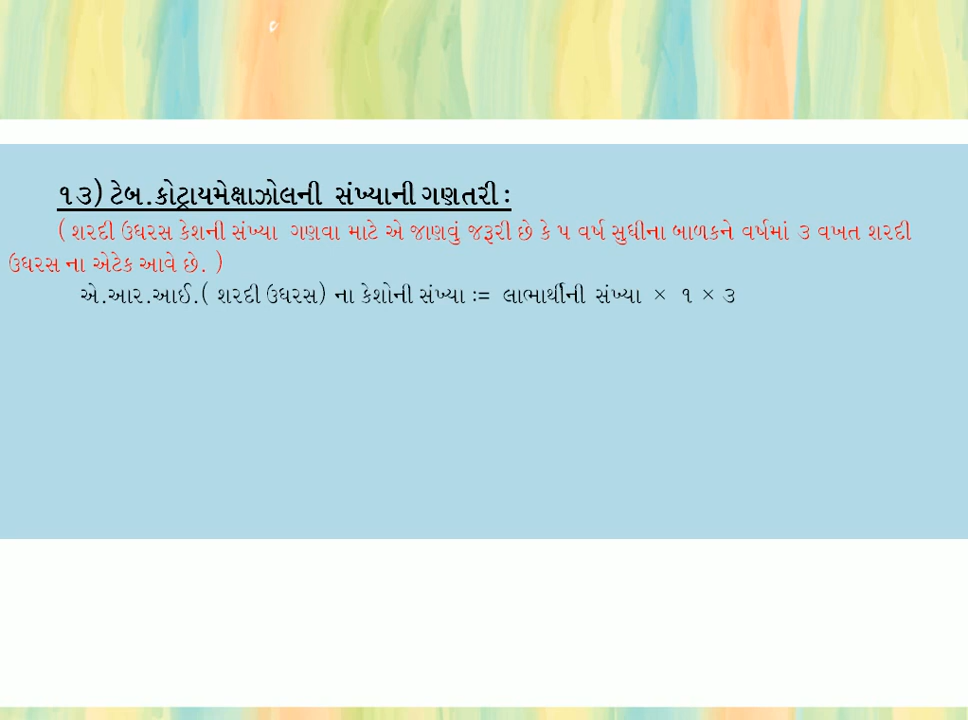 ૧૩) ટેબ.કોટ્રાયમેક્ષાઝોલની સંખ્યાની ગણતરી :
( શરદી ઉધરસ કેશની સંખ્યા ગણવા માટે એ જાણવું જરૂરી છે કે ૫ વર્ષ સુધીના બાળકને વર્ષમાં ૩ વખત શરદી
ઉધરસ ના એટેક આવે છે. )
એ.આર.આઈ.( શરદી ઉધરસ) ના કેશોની સંખ્યા := લાભાર્થીની સંખ્યા × ૧ × ૩